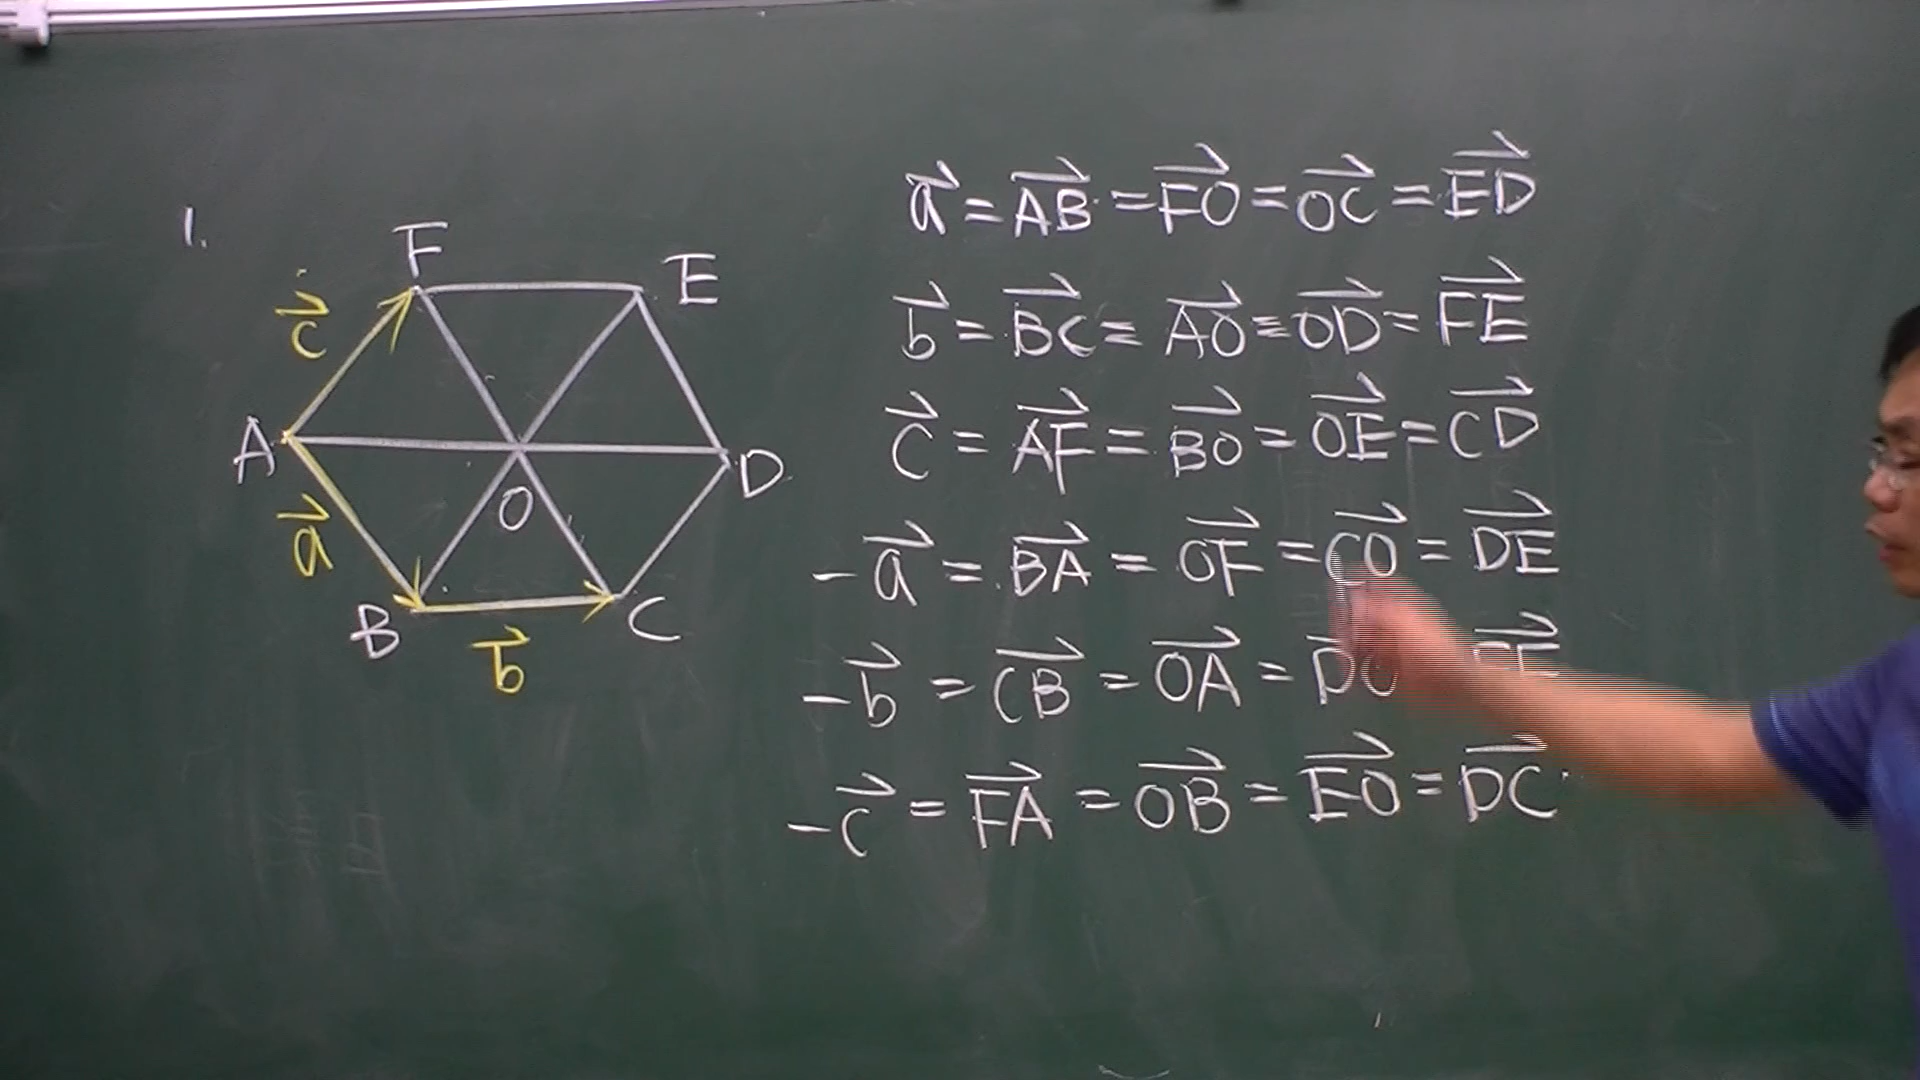 1.
F
E
c⃗
A
D
O
a⃗
B
C
b⃗
a⃗ = AB⃗ = FO⃗ = OC⃗ = ED⃗
b⃗ = BC⃗ = AO⃗ = OD⃗ = FE⃗
c⃗ = AF⃗ = BO⃗ = OE⃗ = CD⃗
-a⃗ = BA⃗ = OF⃗ = CO⃗ = DE⃗
-b⃗ = CB⃗ = OA⃗ = DO⃗
-c⃗ = FA⃗ = OB⃗ = EO⃗ = DC⃗